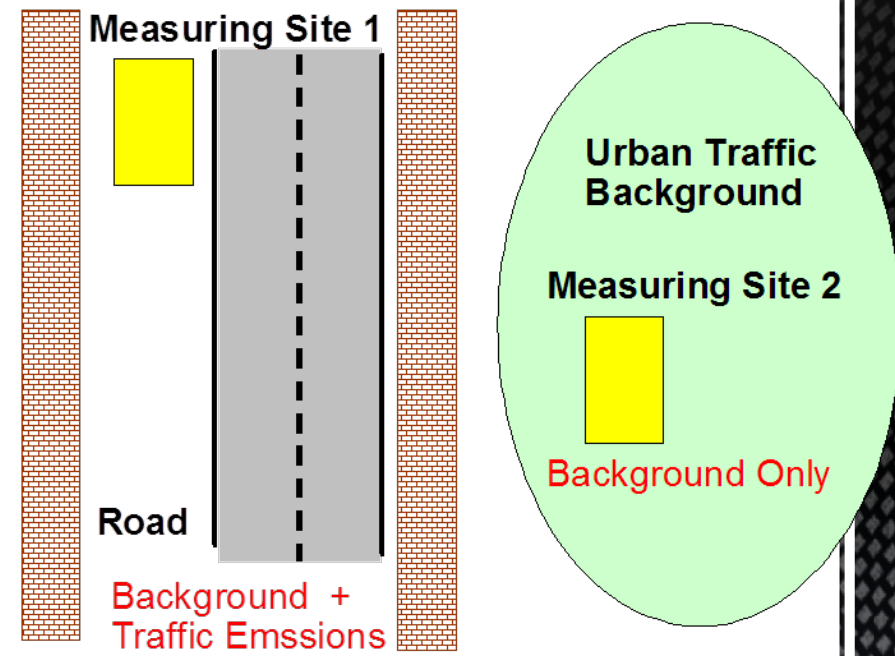 Measuring Site 1
Road
Background +
Traffic Emssions
Urban Traffic
Background
Measuring Site 2
Background Only